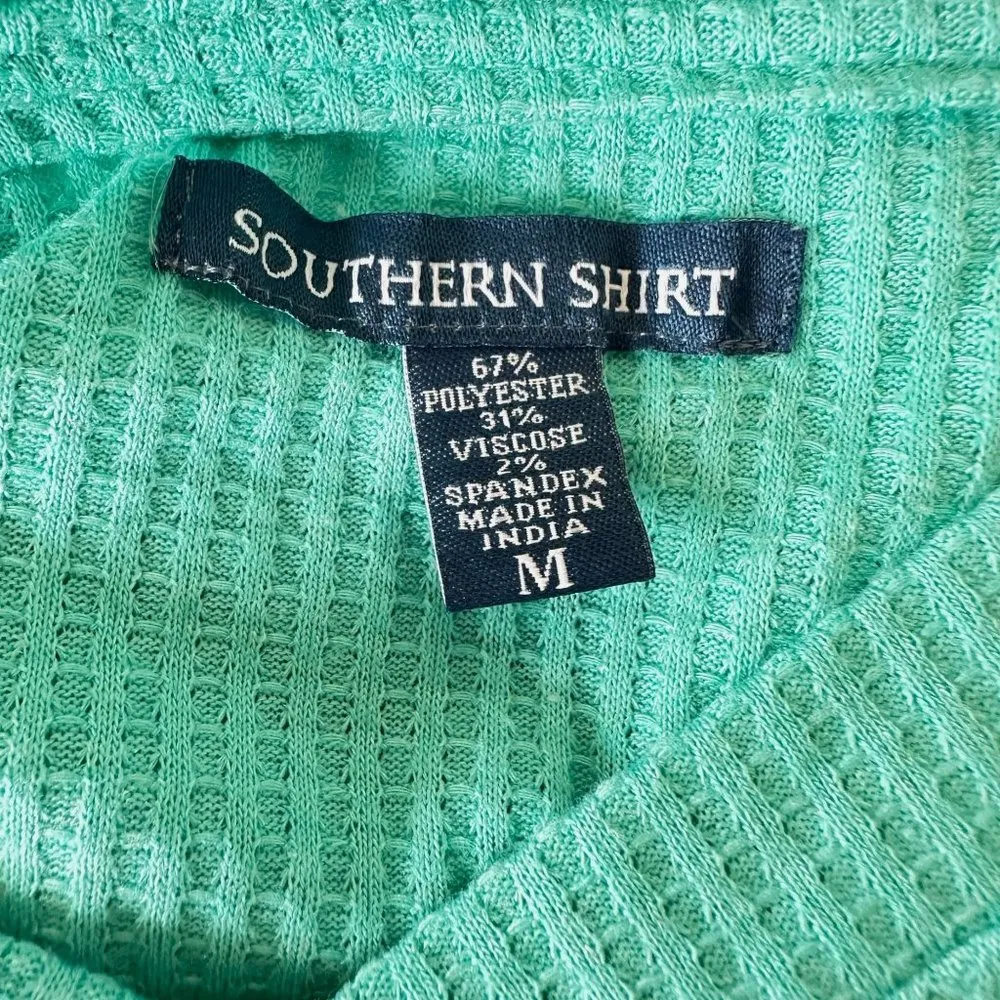 SOUTHERN SHIRT
67%
POLYESTER
31%
VISCOSE
2%
SPANDEX
MADE IN
INDIA
M